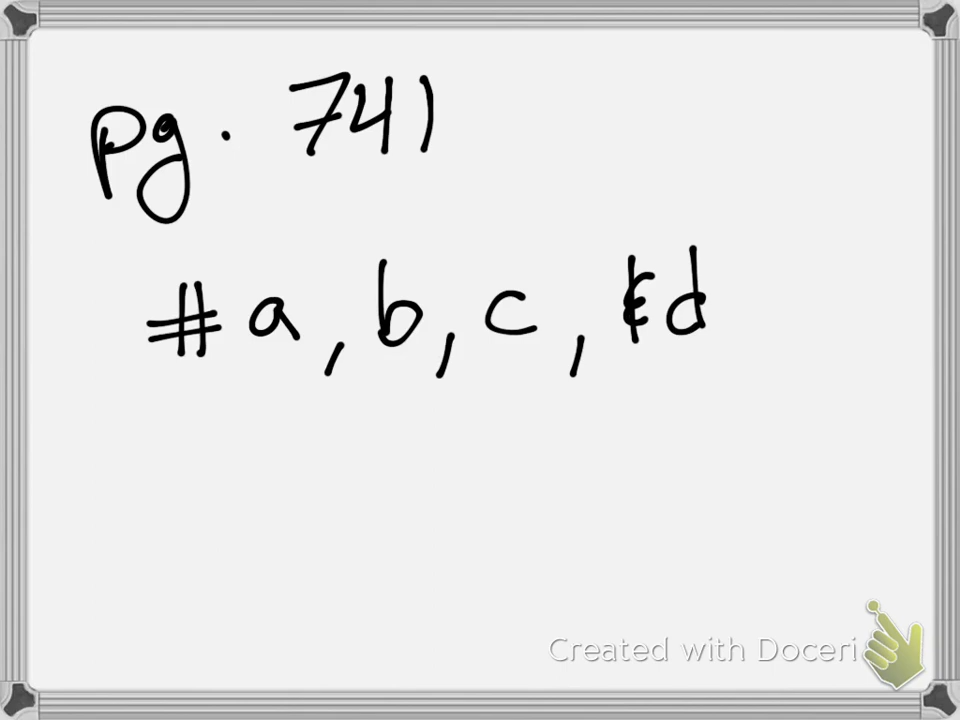 pg. 741
# a, b, c, & d
Created with Doceri